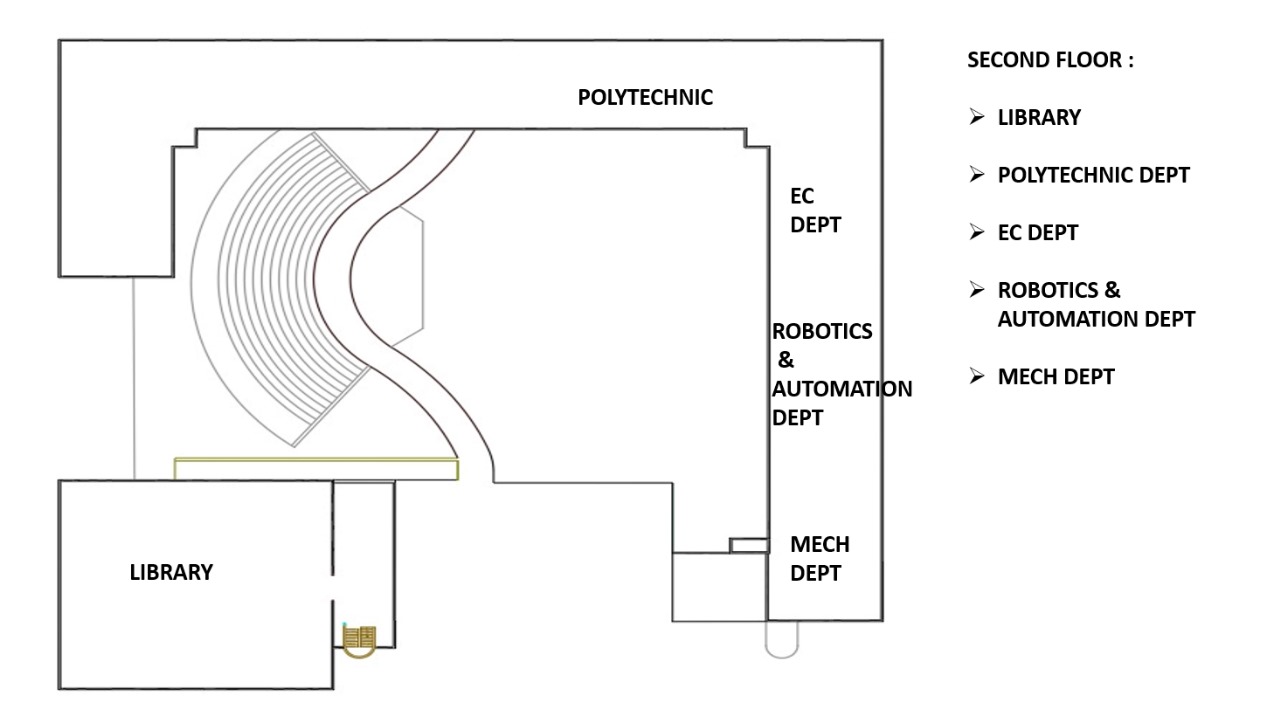 POLYTECHNIC
EC
DEPT
ROBOTICS
&
AUTOMATION
DEPT
MECH
DEPT
LIBRARY
SECOND FLOOR :
➢ LIBRARY
➢ POLYTECHNIC DEPT
➢ EC DEPT
➢ ROBOTICS &
AUTOMATION DEPT
➢ MECH DEPT